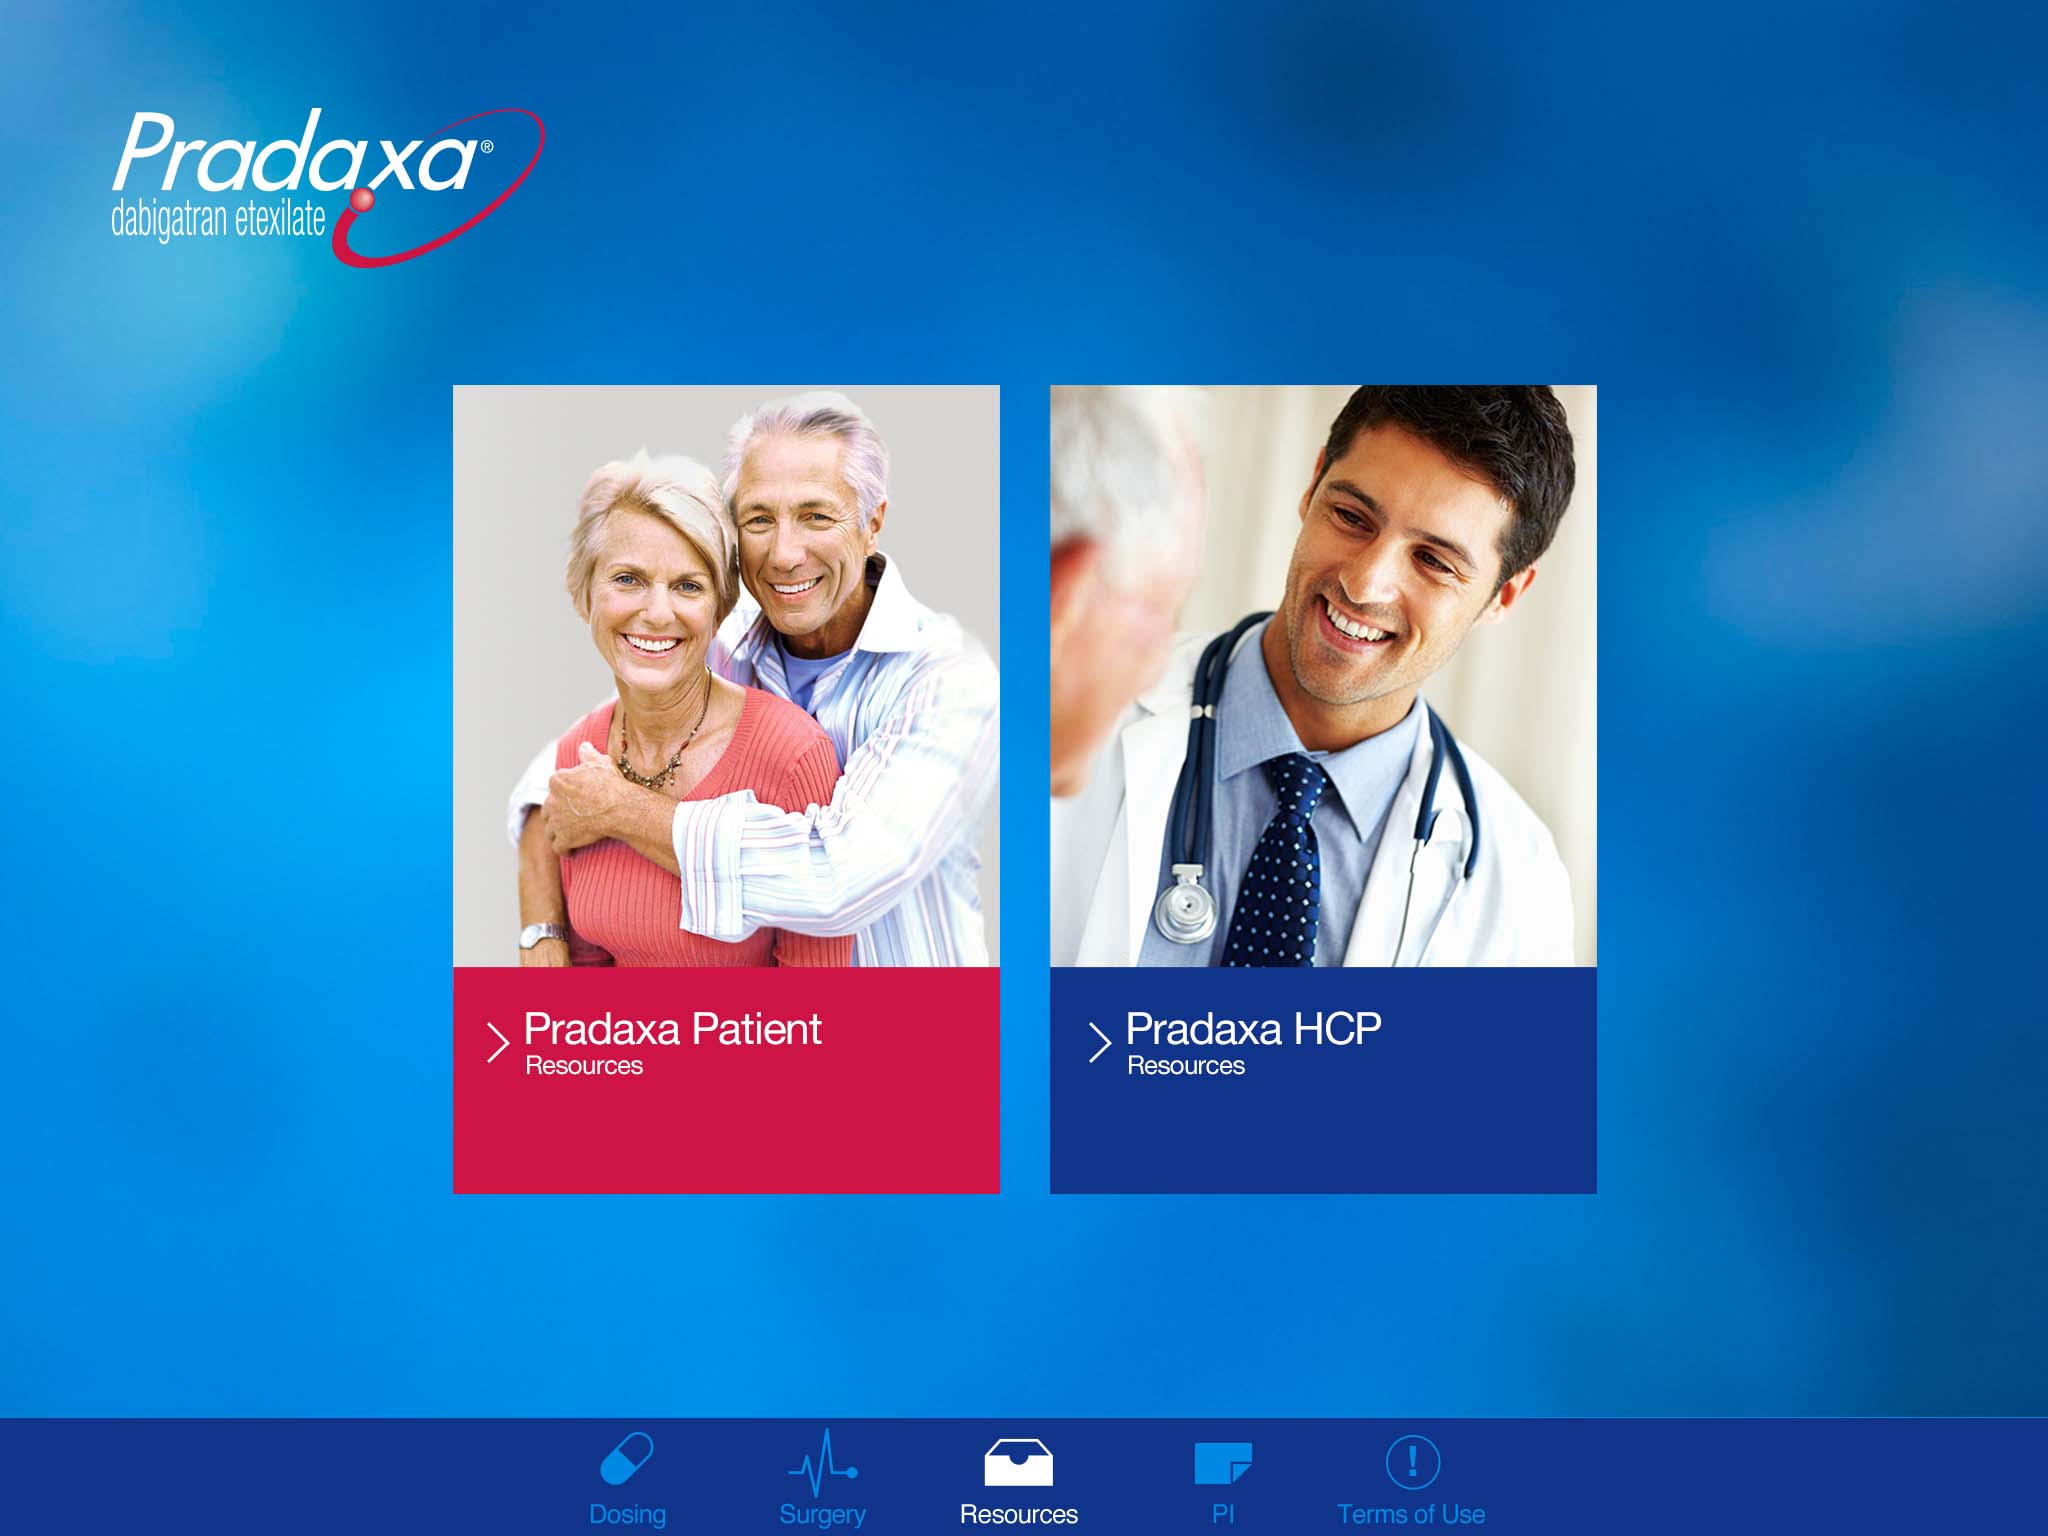 Pradaxa®
dabigatran etexilate
Pradaxa Patient
Resources
Pradaxa HCP
Resources
Dosing
Surgery
Resources
PI
Terms of Use